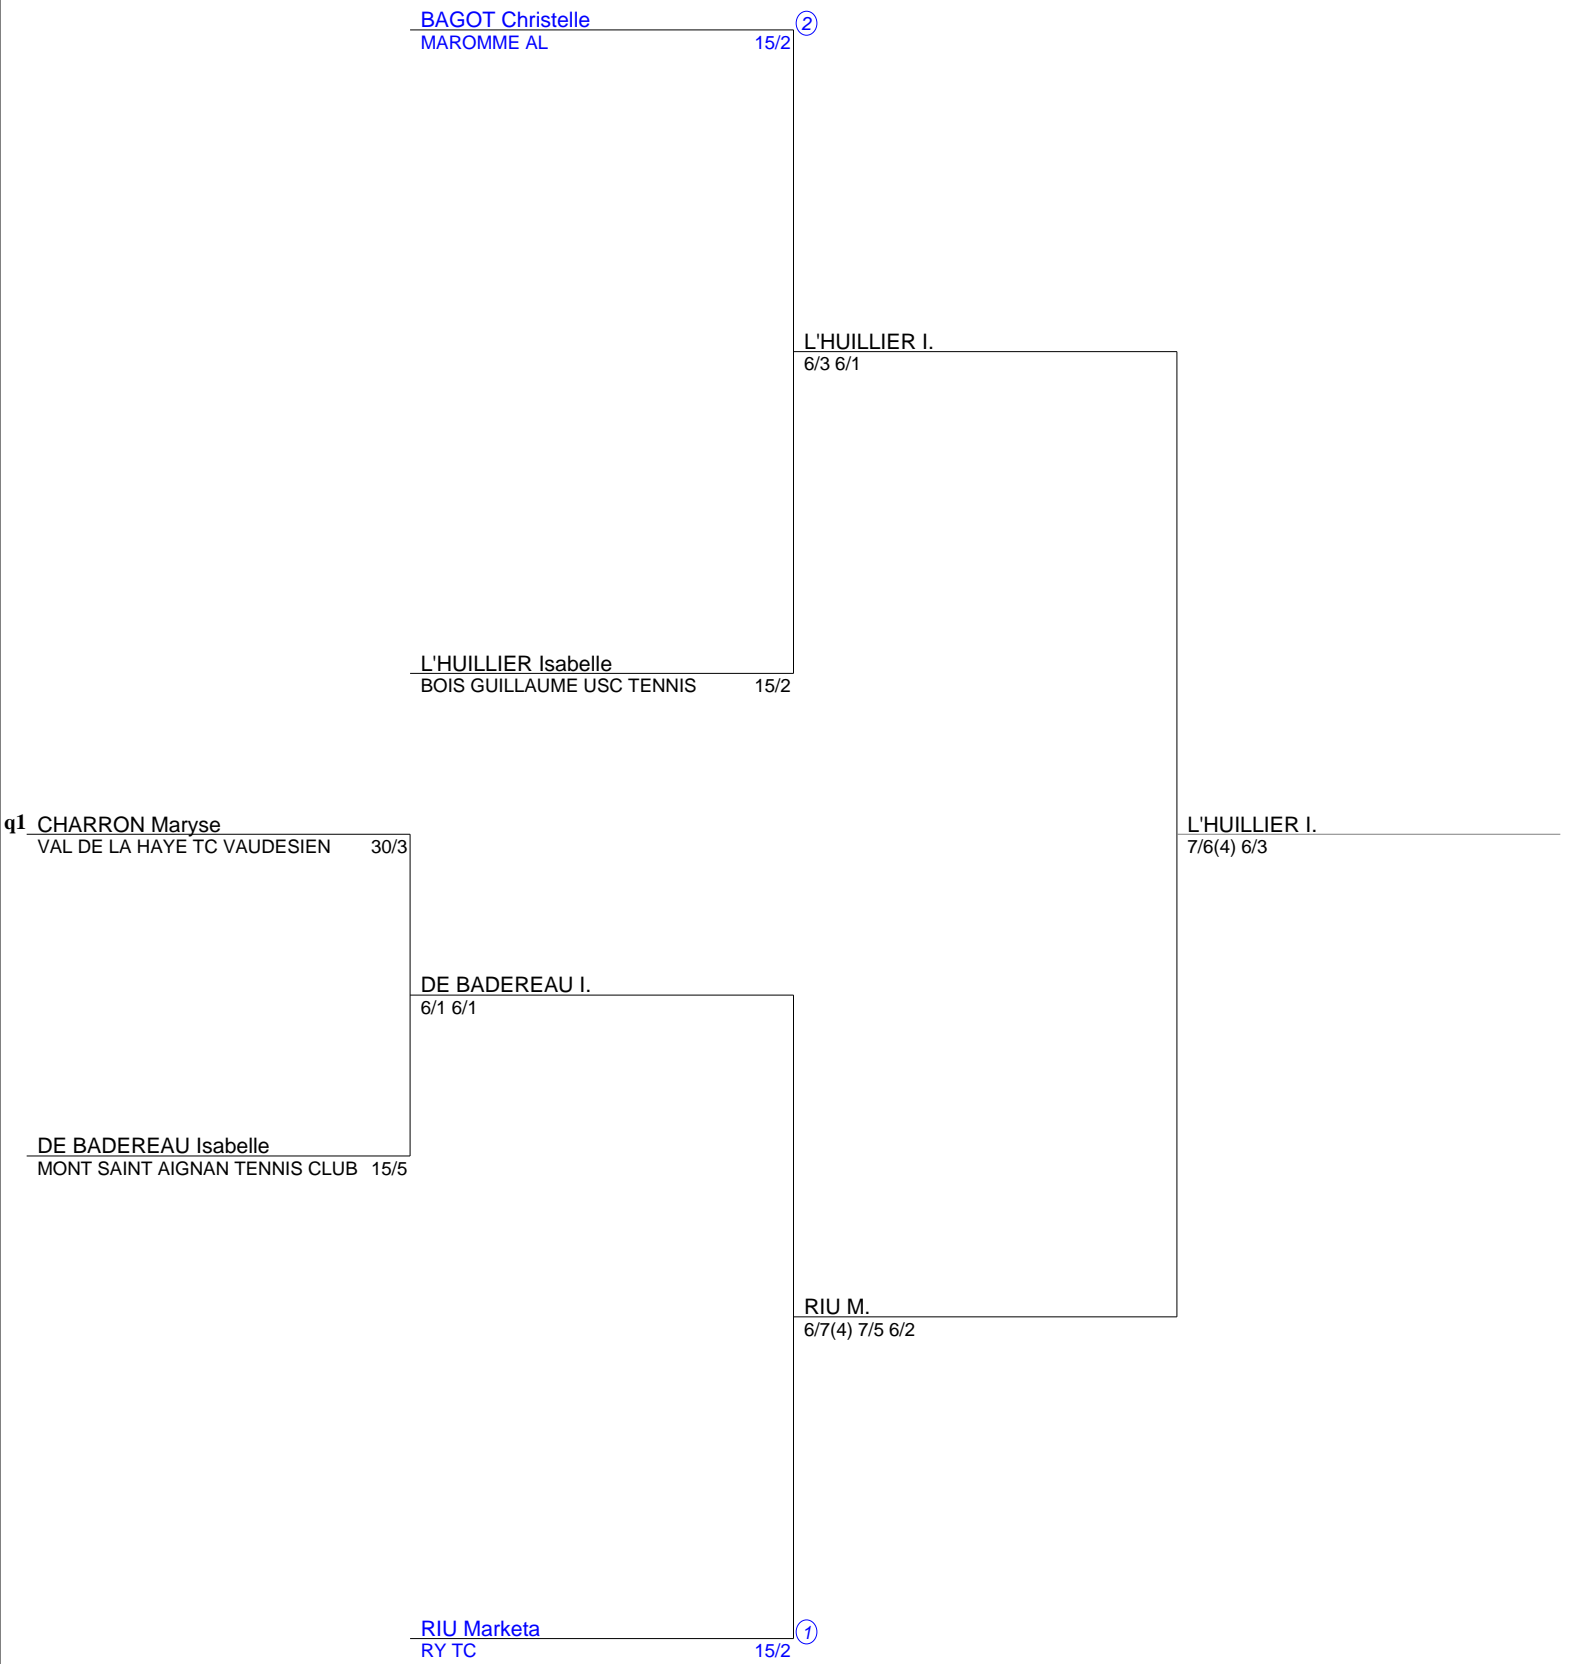 BAGOT Christelle 2
MAROMME AL 15/2
L'HUILLIER I.
6/3 6/1
L'HUILLIER Isabelle
BOIS GUILLAUME USC TENNIS 15/2
q1 CHARRON Maryse
VAL DE LA HAYE TC VAUDESIEN 30/3
L'HUILLIER I.
7/6(4) 6/3
DE BADEREAU I.
6/1 6/1
DE BADEREAU Isabelle
MONT SAINT AIGNAN TENNIS CLUB 15/5
RIU M.
6/7(4) 7/5 6/2
RIU Marketa 1
RY TC 15/2